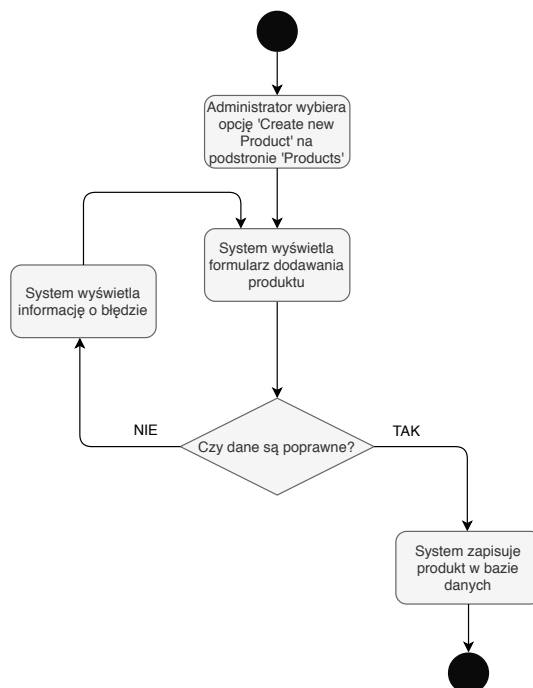 Administrator wybiera
opcję 'Create new
Product' na
podstronie 'Products'
System wyświetla
formularz dodawania
produktu
System wyświetla
informację o błędzie
NIE
Czy dane są poprawne?
TAK
System zapisuje
produkt w bazie
danych